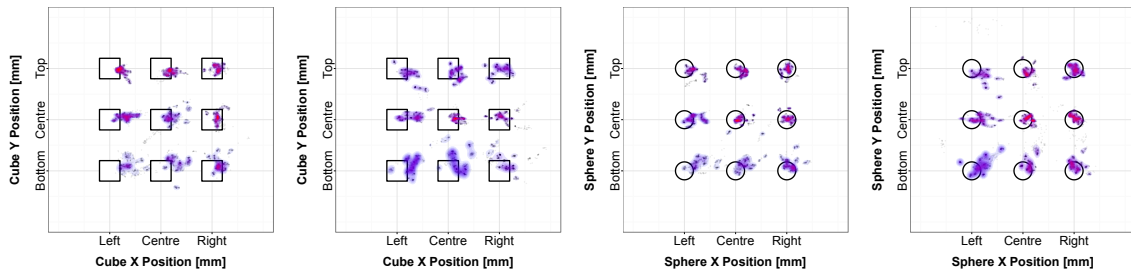 Cube Y Position [mm]
Top
Centre
Bottom
Left Centre Right
Cube X Position [mm]
Cube Y Position [mm]
Top
Centre
Bottom
Left Centre Right
Cube X Position [mm]
Sphere Y Position [mm]
Top
Centre
Bottom
Left Centre Right
Sphere X Position [mm]
Sphere Y Position [mm]
Top
Centre
Bottom
Left Centre Right
Sphere X Position [mm]